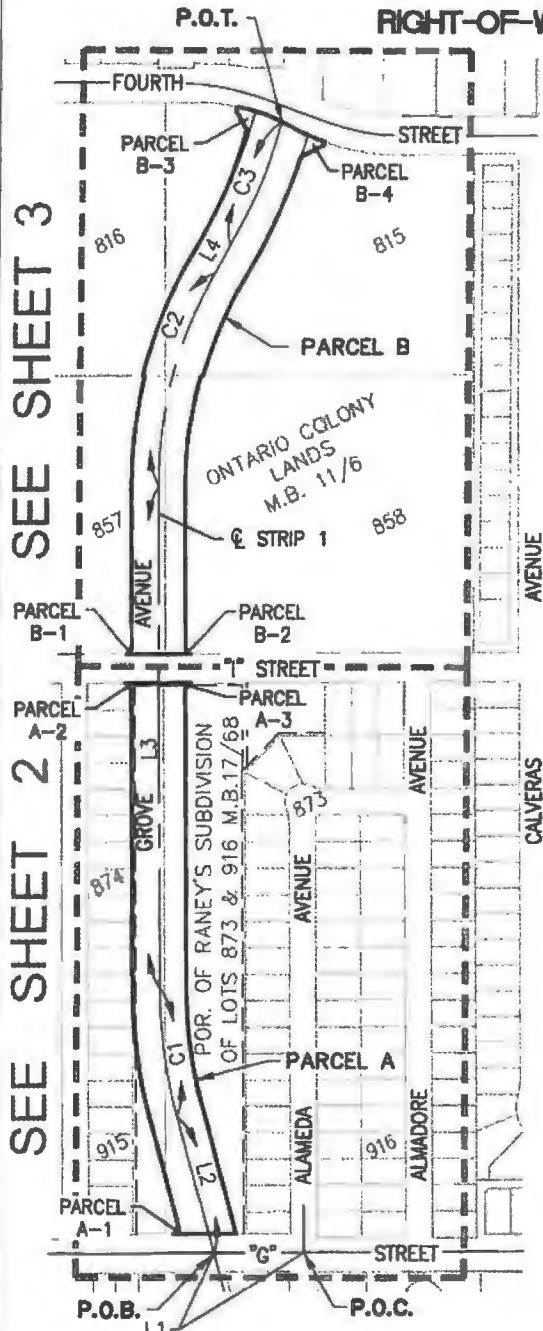 P.O.T.
RIGHT-OF-W
FOURTH
STREET
PARCEL
B-3
PARCEL
B-4
C3
816
L4
815
C2
PARCEL B
SEE SHEET 3
ONTARIO COLONY
LANDS
M.B. 11/6
857
℄ STRIP 1
858
AVENUE
AVENUE
PARCEL
B-1
PARCEL
B-2
"I" STREET
PARCEL
A-2
PARCEL
A-3
L3
GROVE
AVENUE
CALVERAS
873
874
AVENUE
SEE SHEET 2
POR. OF RANEY'S SUBDIVISION
OF LOTS 873 & 916 M.B.17/68
C1
PARCEL A
ALAMEDA
ALMADORE
915
916
L2
PARCEL
A-1
"G" STREET
P.O.B.
L1
P.O.C.